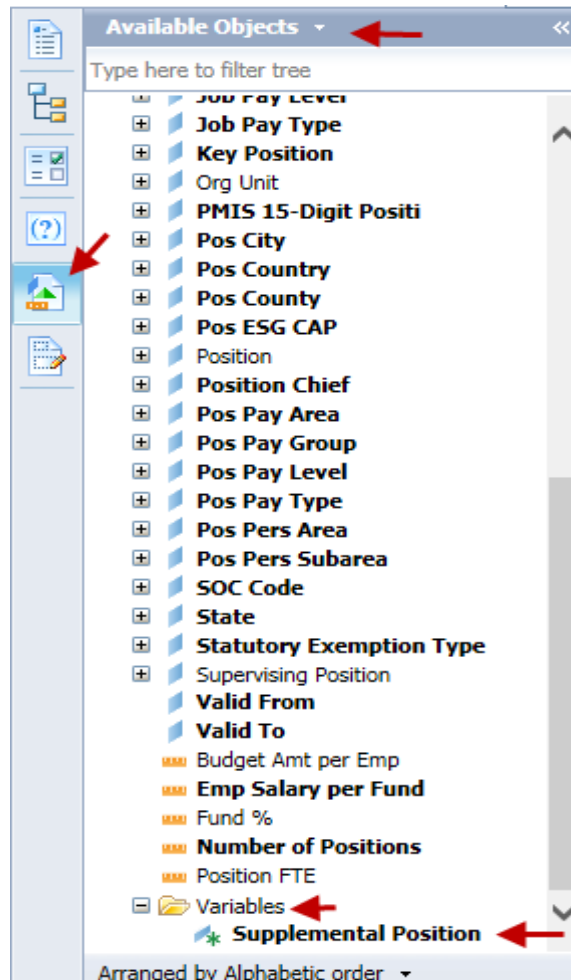 Available Objects
Type here to filter tree
Job Pay Level
Job Pay Type
Key Position
Org Unit
PMIS 15-Digit Positi
Pos City
Pos Country
Pos County
Pos ESG CAP
Position
Position Chief
Pos Pay Area
Pos Pay Group
Pos Pay Level
Pos Pay Type
Pos Pers Area
Pos Pers Subarea
SOC Code
State
Statutory Exemption Type
Supervising Position
Valid From
Valid To
Budget Amt per Emp
Emp Salary per Fund
Fund %
Number of Positions
Position FTE
Variables
Supplemental Position
Arranged by Alphabetic order